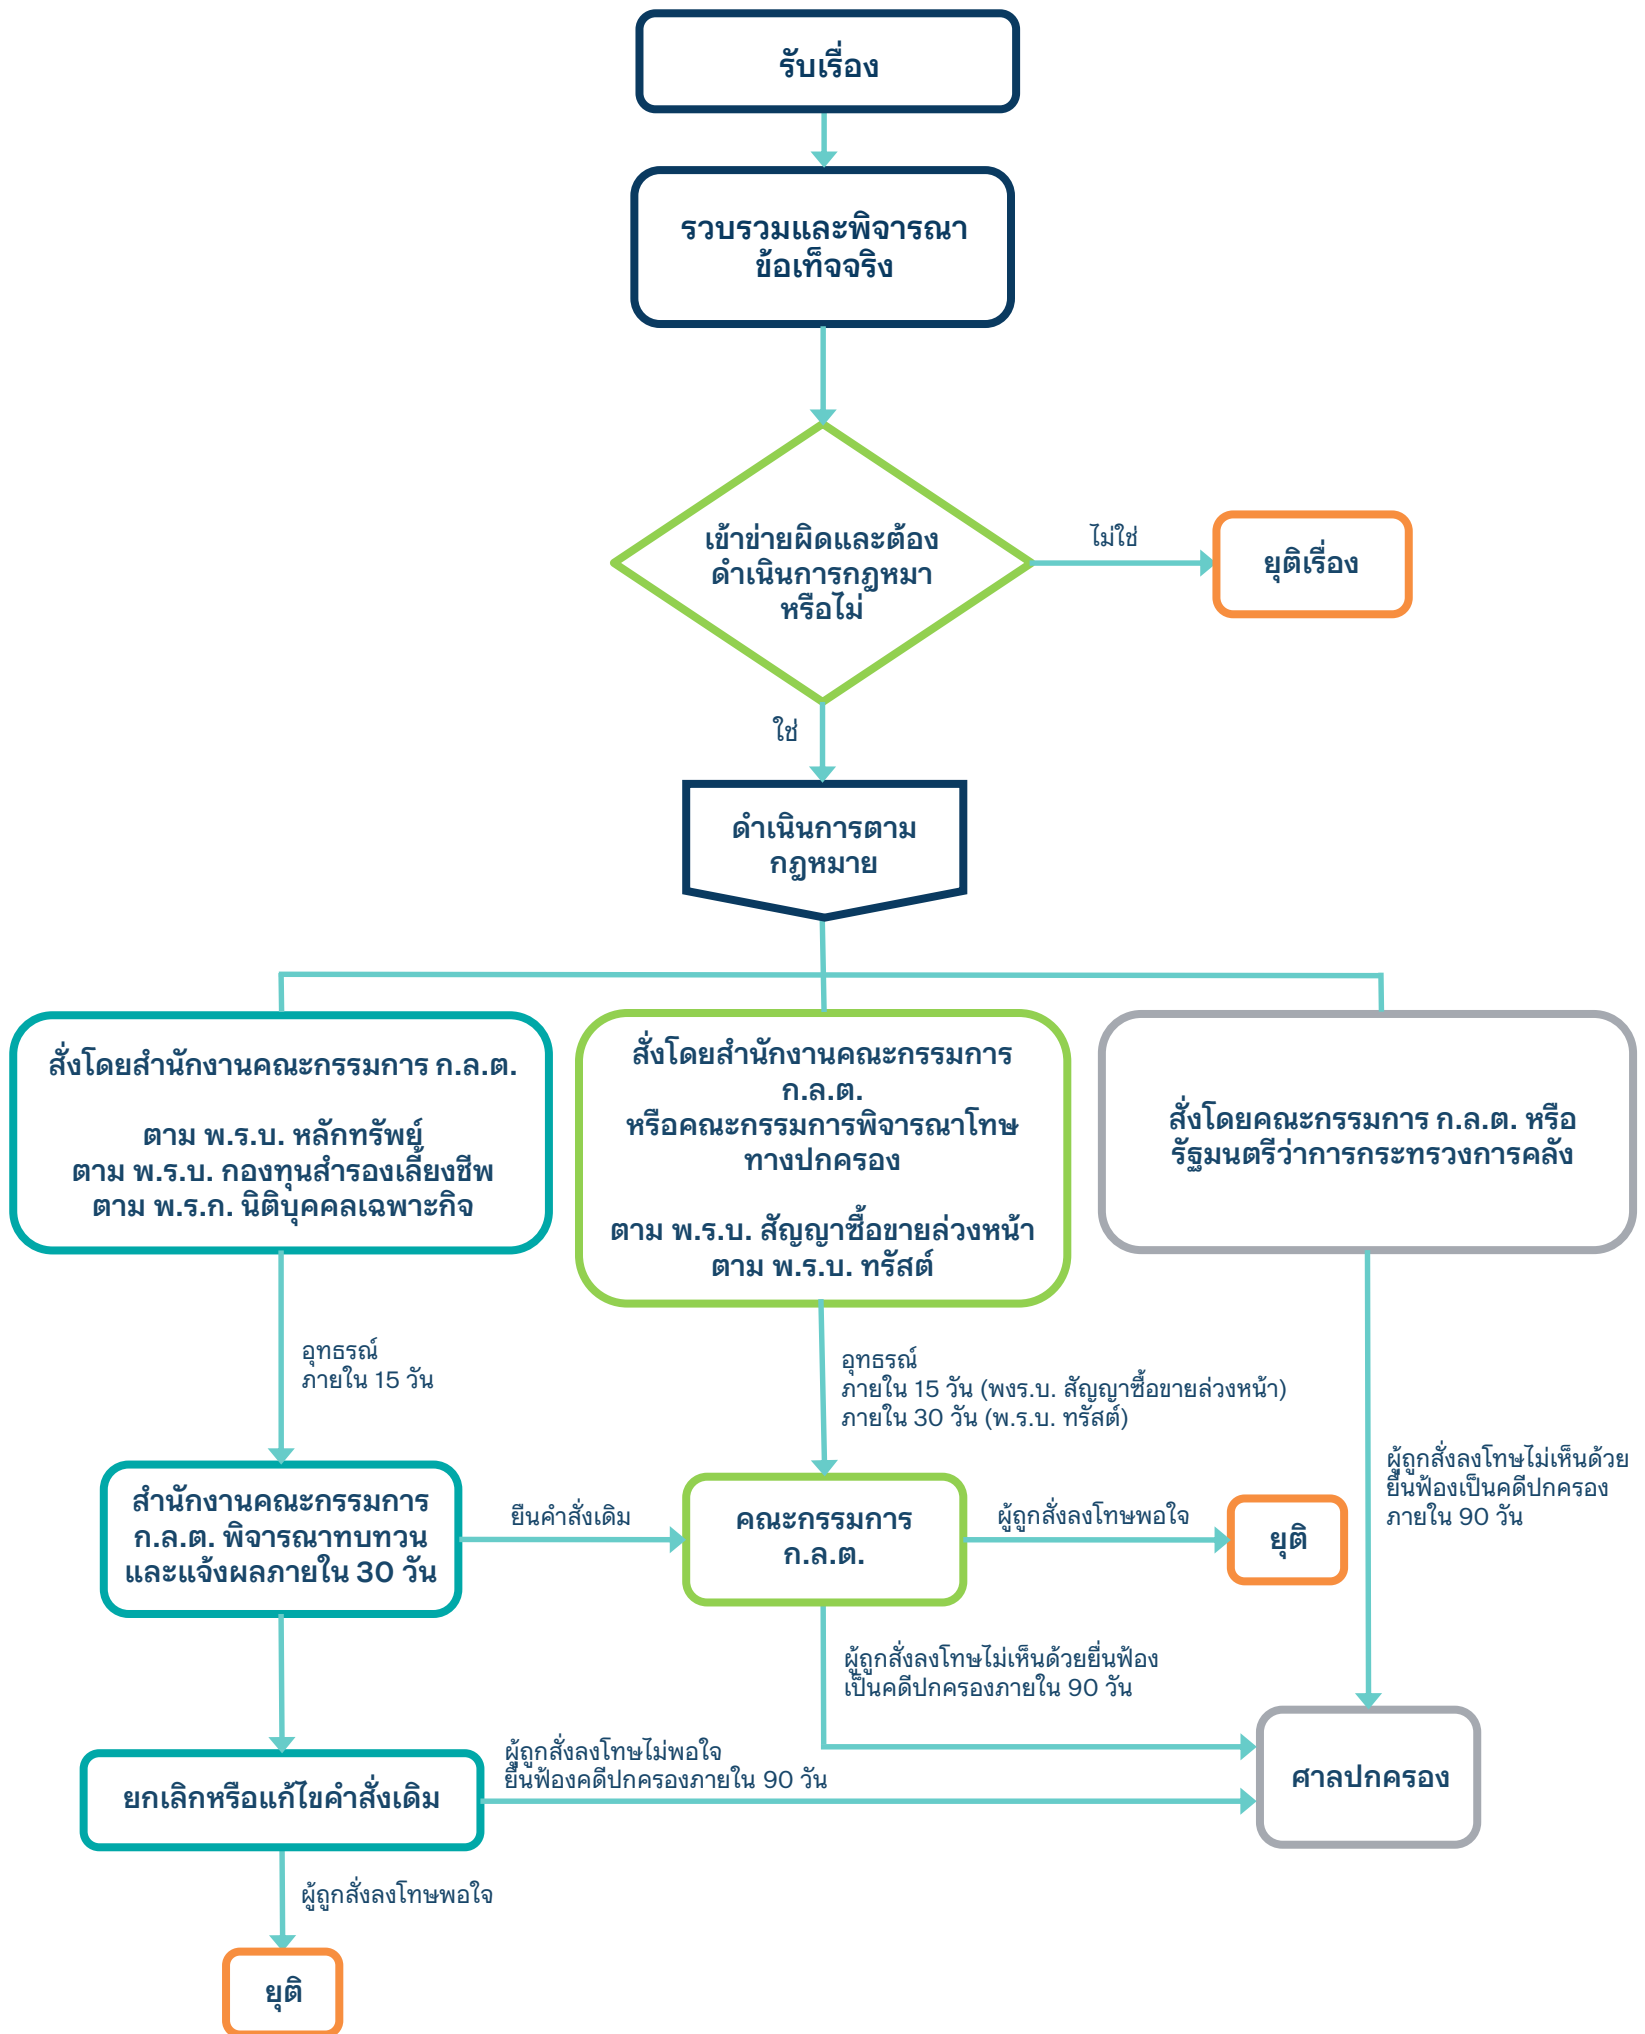 รับเรื่อง
รวบรวมและพิจารณา
ข้อเท็จจริง
เข้าข่ายผิดและต้อง
ดำเนินการกฎหมา
หรือไม่
ไม่ใช่
ยุติเรื่อง
ใช่
ดำเนินการตาม
กฎหมาย
สั่งโดยสำนักงานคณะกรรมการ ก.ล.ต.
ตาม พ.ร.บ. หลักทรัพย์
ตาม พ.ร.บ. กองทุนสำรองเลี้ยงชีพ
ตาม พ.ร.ก. นิติบุคคลเฉพาะกิจ
สั่งโดยสำนักงานคณะกรรมการ
ก.ล.ต.
หรือคณะกรรมการพิจารณาโทษ
ทางปกครอง
ตาม พ.ร.บ. สัญญาซื้อขายล่วงหน้า
ตาม พ.ร.บ. ทรัสต์
สั่งโดยคณะกรรมการ ก.ล.ต. หรือ
รัฐมนตรีว่าการกระทรวงการคลัง
อุทธรณ์
ภายใน 15 วัน
อุทธรณ์
ภายใน 15 วัน (พงร.บ. สัญญาซื้อขายล่วงหน้า)
ภายใน 30 วัน (พ.ร.บ. ทรัสต์)
ผู้ถูกสั่งลงโทษไม่เห็นด้วย
ยื่นฟ้องเป็นคดีปกครอง
ภายใน 90 วัน
สำนักงานคณะกรรมการ
ก.ล.ต. พิจารณาทบทวน
และแจ้งผลภายใน 30 วัน
ยืนคำสั่งเดิม
คณะกรรมการ
ก.ล.ต.
ผู้ถูกสั่งลงโทษพอใจ
ยุติ
ผู้ถูกสั่งลงโทษไม่เห็นด้วยยื่นฟ้อง
เป็นคดีปกครองภายใน 90 วัน
ยกเลิกหรือแก้ไขคำสั่งเดิม
ผู้ถูกสั่งลงโทษไม่พอใจ
ยื่นฟ้องคดีปกครองภายใน 90 วัน
ศาลปกครอง
ผู้ถูกสั่งลงโทษพอใจ
ยุติ